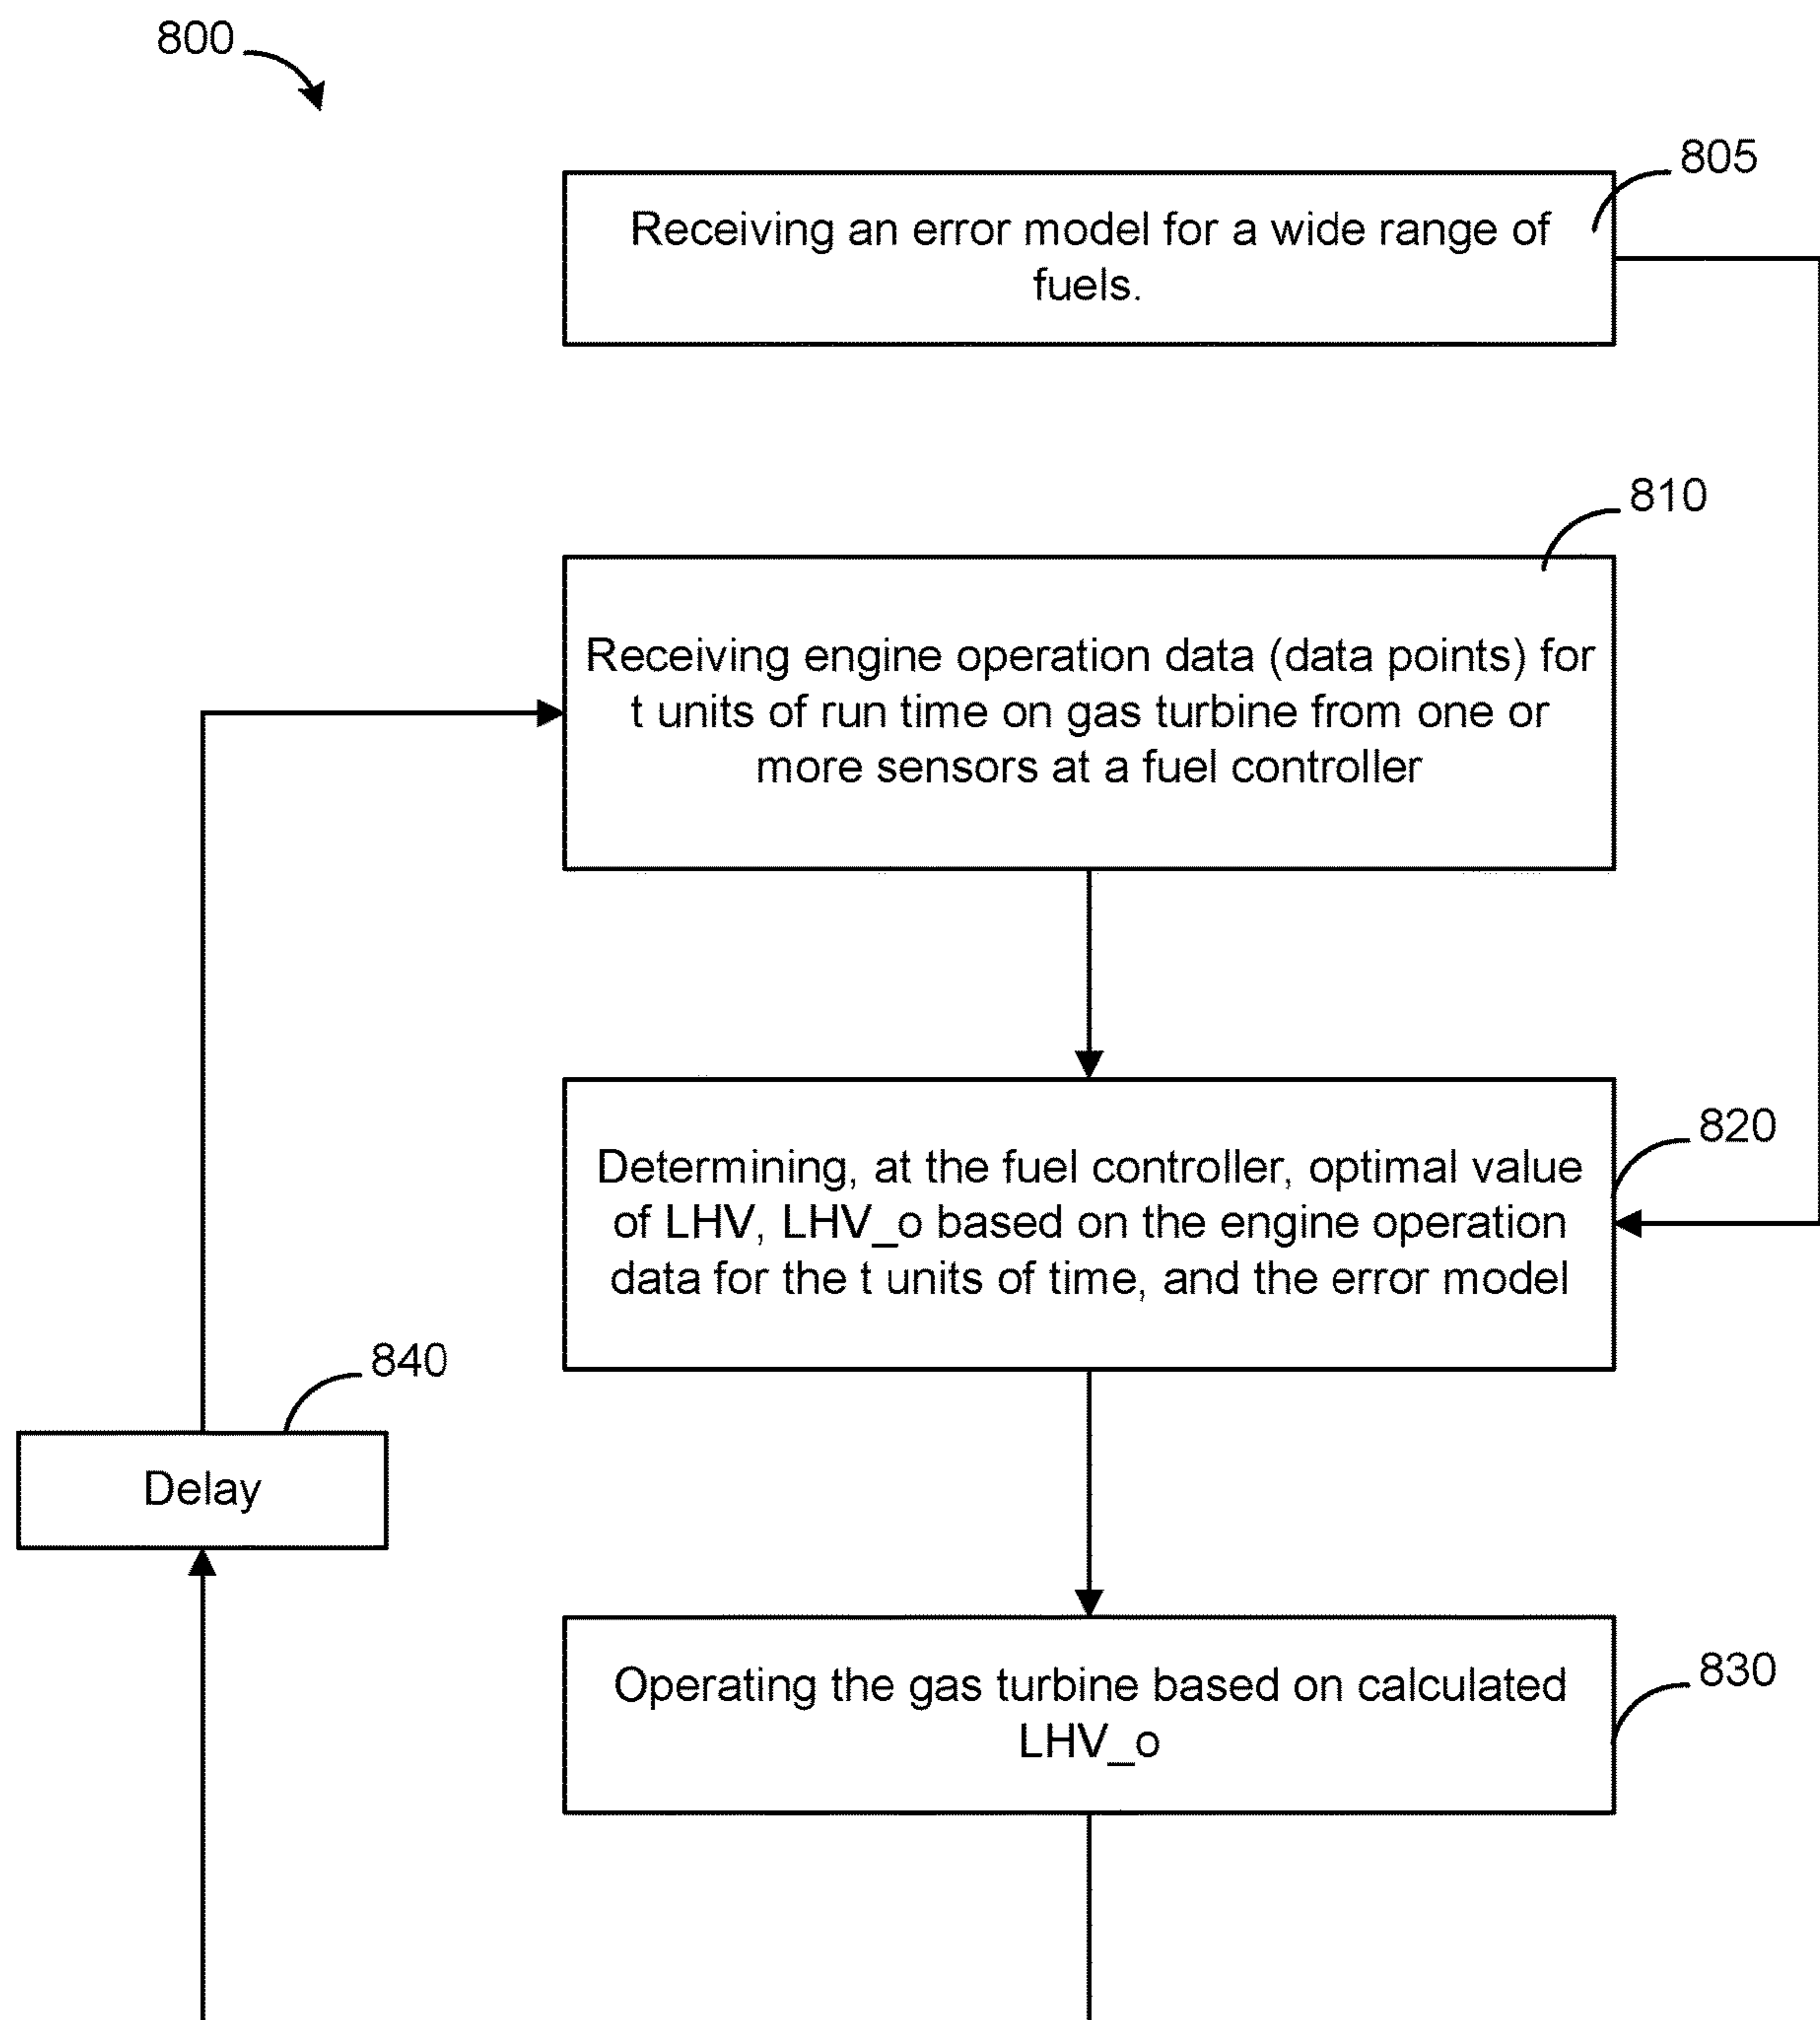 800
805
Receiving an error model for a wide range of
fuels.
810
Receiving engine operation data (data points) for
t units of run time on gas turbine from one or
more sensors at a fuel controller
820
Determining, at the fuel controller, optimal value
of LHV, LHV_o based on the engine operation
data for the t units of time, and the error model
840
Delay
830
Operating the gas turbine based on calculated
LHV_o